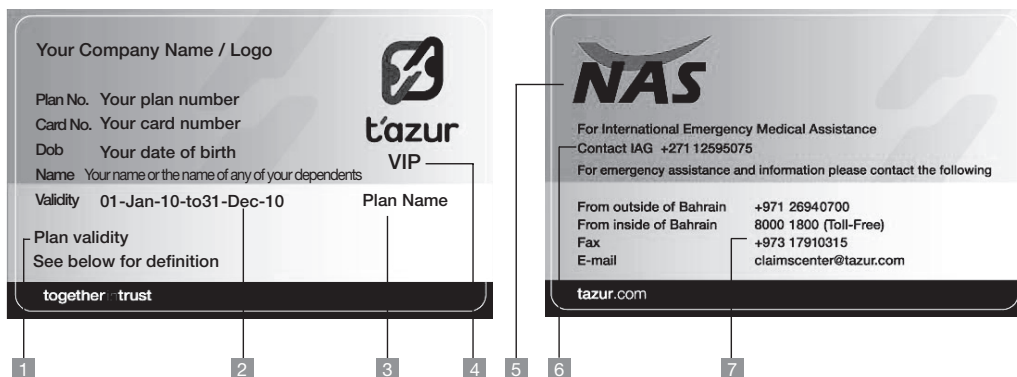 Your Company Name / Logo
Plan No. Your plan number
Card No. Your card number
Dob Your date of birth
Name Your name or the name of any of your dependents
Validity 01-Jan-10-to31-Dec-10
Plan validity
See below for definition
t'azur
VIP
Plan Name
together in trust
1
2
3
4
NAS
For International Emergency Medical Assistance
Contact IAG +271 12595075
For emergency assistance and information please contact the following
From outside of Bahrain +971 26940700
From inside of Bahrain 8000 1800 (Toll-Free)
Fax +973 17910315
E-mail claimscenter@tazur.com
tazur.com
5
6
7